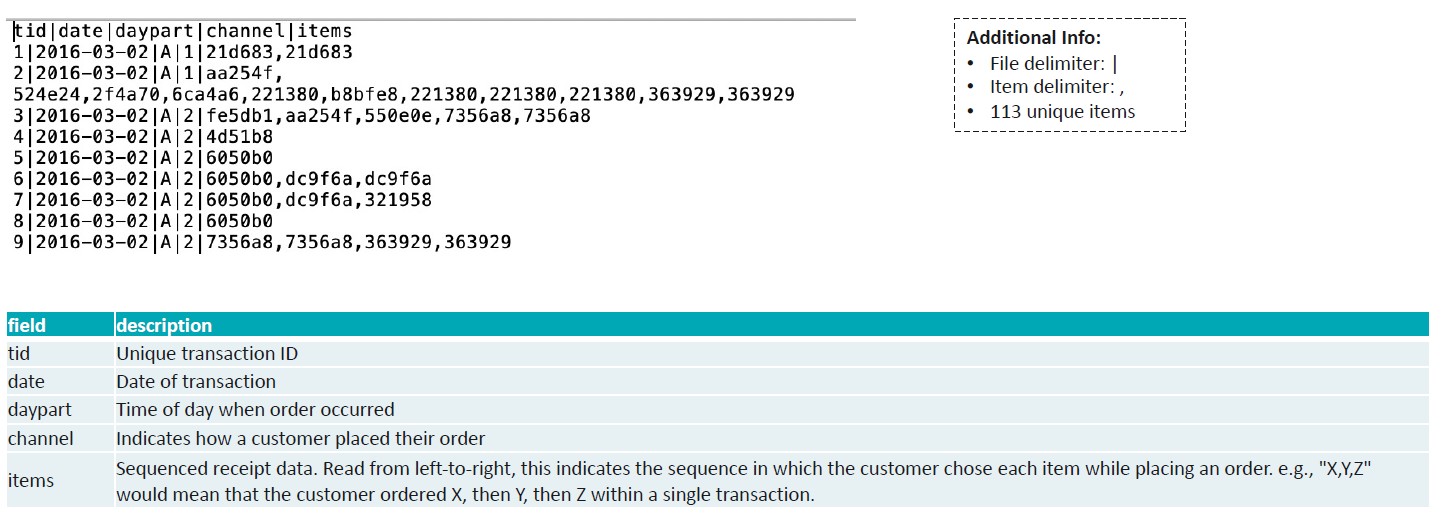 tid|date|daypart|channel|items
1|2016-03-02|A|1|21d683,21d683
2|2016-03-02|A|1|aa254f,
524e24,2f4a70,6ca4a6,221380,b8bfe8,221380,221380,221380,363929,363929
3|2016-03-02|A|2|fe5db1,aa254f,550e0e,7356a8,7356a8
4|2016-03-02|A|2|4d51b8
5|2016-03-02|A|2|6050b0
6|2016-03-02|A|2|6050b0,dc9f6a,dc9f6a
7|2016-03-02|A|2|6050b0,dc9f6a,321958
8|2016-03-02|A|2|6050b0
9|2016-03-02|A|2|7356a8,7356a8,363929,363929
Additional Info:
• File delimiter: |
• Item delimiter: ,
• 113 unique items
field description
tid Unique transaction ID
date Date of transaction
daypart Time of day when order occurred
channel Indicates how a customer placed their order
items Sequenced receipt data. Read from left-to-right, this indicates the sequence in which the customer chose each item while placing an order. e.g., "X,Y,Z"
would mean that the customer ordered X, then Y, then Z within a single transaction.